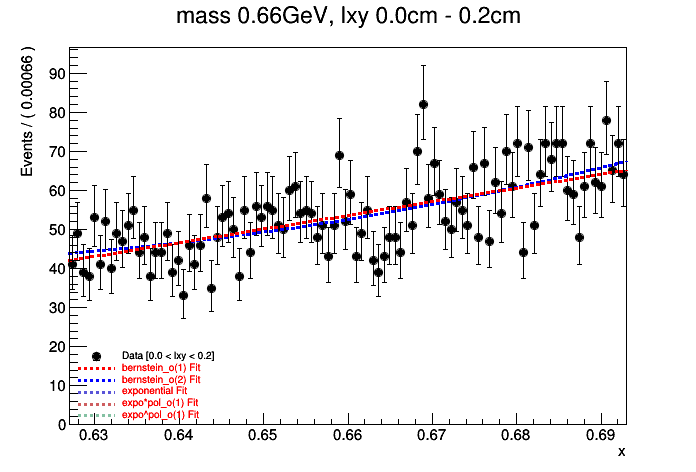 mass 0.66GeV, lxy 0.0cm - 0.2cm
Events / ( 0.00066 )
90
80
70
60
50
40
30
20
10
0
Data [0.0 < lxy < 0.2]
bernstein_o(1) Fit
bernstein_o(2) Fit
exponential Fit
expo*pol_o(1) Fit
expo^pol_o(1) Fit
0.63 0.64 0.65 0.66 0.67 0.68 0.69
x